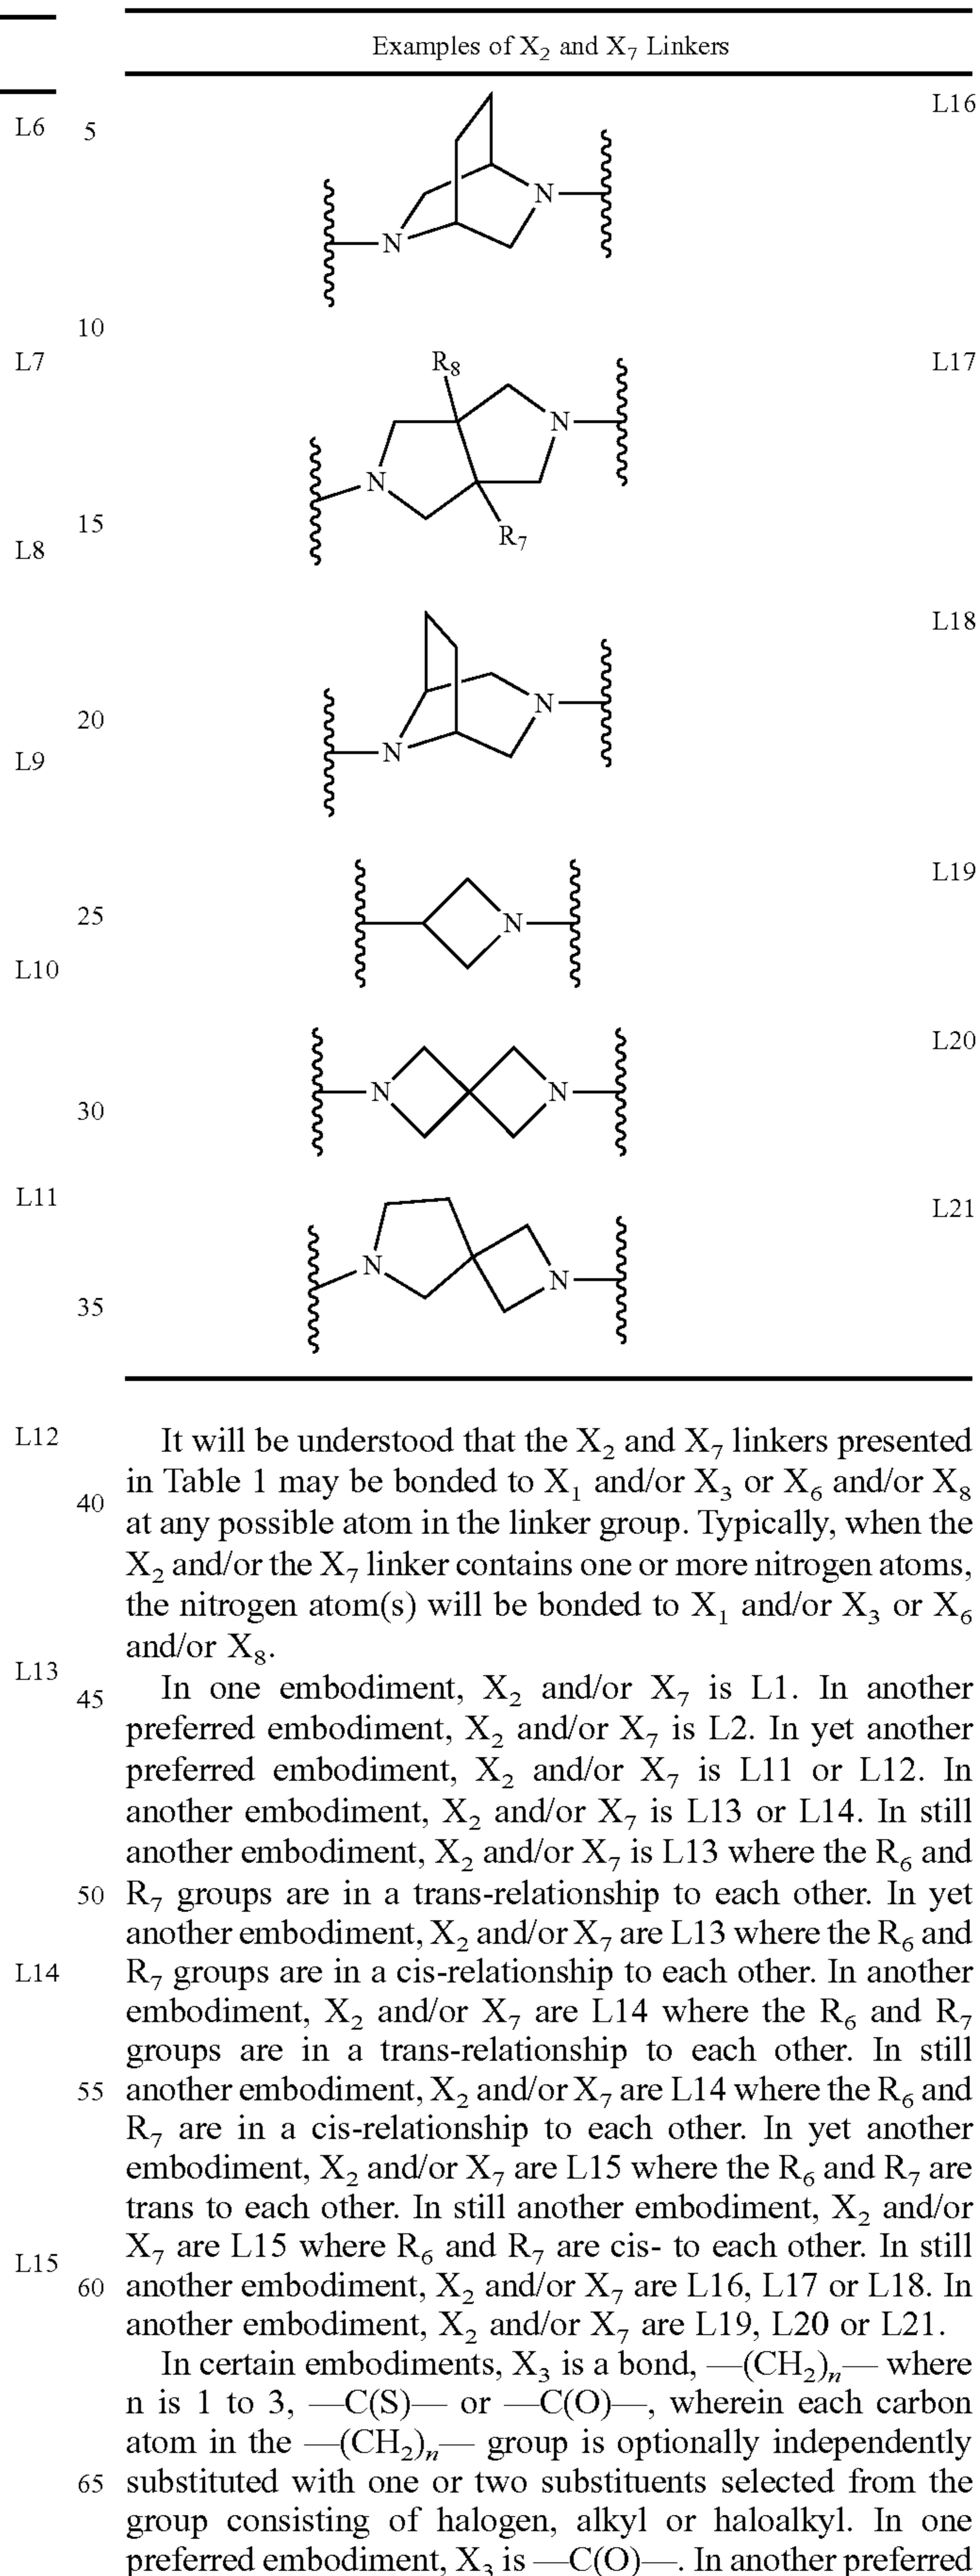 Examples of X₂ and X₇ Linkers
L16
L6
5
N
N
10
L7
R₈
L17
N
N
15
R₇
L8
L18
N
20
N
L9
L19
25
N
L10
L20
N
N
30
L11
L21
N
N
35
L12
It will be understood that the X₂ and X₇ linkers presented
in Table 1 may be bonded to X₁ and/or X₃ or X₆ and/or X₈
40
at any possible atom in the linker group. Typically, when the
X₂ and/or the X₇ linker contains one or more nitrogen atoms,
the nitrogen atom(s) will be bonded to X₁ and/or X₃ or X₆
and/or X₈.
L13
In one embodiment, X₂ and/or X₇ is L1. In another
45
preferred embodiment, X₂ and/or X₇ is L2. In yet another
preferred embodiment, X₂ and/or X₇ is L11 or L12. In
another embodiment, X₂ and/or X₇ is L13 or L14. In still
another embodiment, X₂ and/or X₇ is L13 where the R₆ and
50 R₇ groups are in a trans-relationship to each other. In yet
another embodiment, X₂ and/or X₇ are L13 where the R₆ and
L14 R₇ groups are in a cis-relationship to each other. In another
embodiment, X₂ and/or X₇ are L14 where the R₆ and R₇
groups are in a trans-relationship to each other. In still
55 another embodiment, X₂ and/or X₇ are L14 where the R₆ and
R₇ are in a cis-relationship to each other. In yet another
embodiment, X₂ and/or X₇ are L15 where the R₆ and R₇ are
trans to each other. In still another embodiment, X₂ and/or
X₇ are L15 where R₆ and R₇ are cis- to each other. In still
L15
60 another embodiment, X₂ and/or X₇ are L16, L17 or L18. In
another embodiment, X₂ and/or X₇ are L19, L20 or L21.
In certain embodiments, X₃ is a bond, —(CH₂)ₙ— where
n is 1 to 3, —C(S)— or —C(O)—, wherein each carbon
atom in the —(CH₂)ₙ— group is optionally independently
65 substituted with one or two substituents selected from the
group consisting of halogen, alkyl or haloalkyl. In one
preferred embodiment, X₃ is —C(O)—. In another preferred